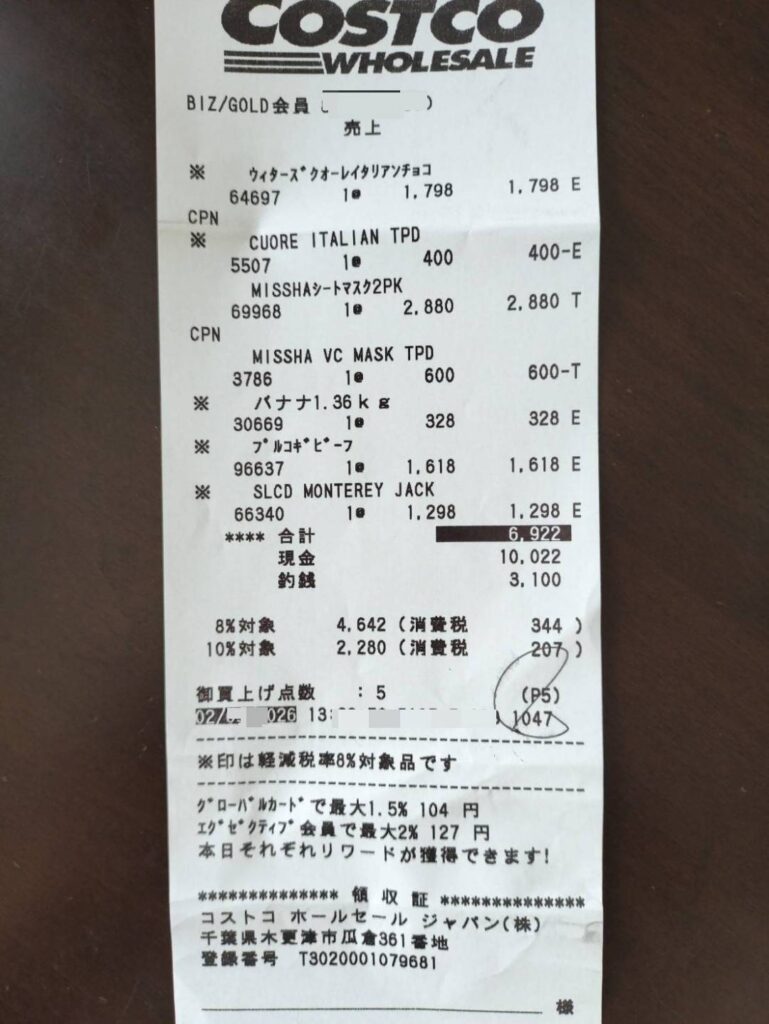 COSTCO
WHOLESALE
BIZ/GOLD会員 )
売上
※ ウィターズクオーレイタリアンチョコ
64697 1@ 1,798 1,798 E
CPN
※ CUORE ITALIAN TPD
5507 1@ 400 400-E
MISSHAシートマスク2PK
69968 1@ 2,880 2,880 T
CPN
MISSHA VC MASK TPD
3786 1@ 600 600-T
※ バナナ1.36kg
30669 1@ 328 328 E
※ プルコギビーフ
96637 1@ 1,618 1,618 E
※ SLCD MONTEREY JACK
66340 1@ 1,298 1,298 E
**** 合計 6,922
現金 10,022
釣銭 3,100
8%対象 4,642 (消費税 344 )
10%対象 2,280 (消費税 207 )
御買上げ点数 : 5 (P5)
02/ 026 13: 1047
※印は軽減税率8%対象品です
グローバルカードで最大1.5% 104 円
エグゼクティブ会員で最大2% 127 円
本日それぞれリワードが獲得できます!
************** 領 収 証 **************
コストコ ホールセール ジャパン(株)
千葉県木更津市瓜倉361番地
登録番号 T3020001079681
様